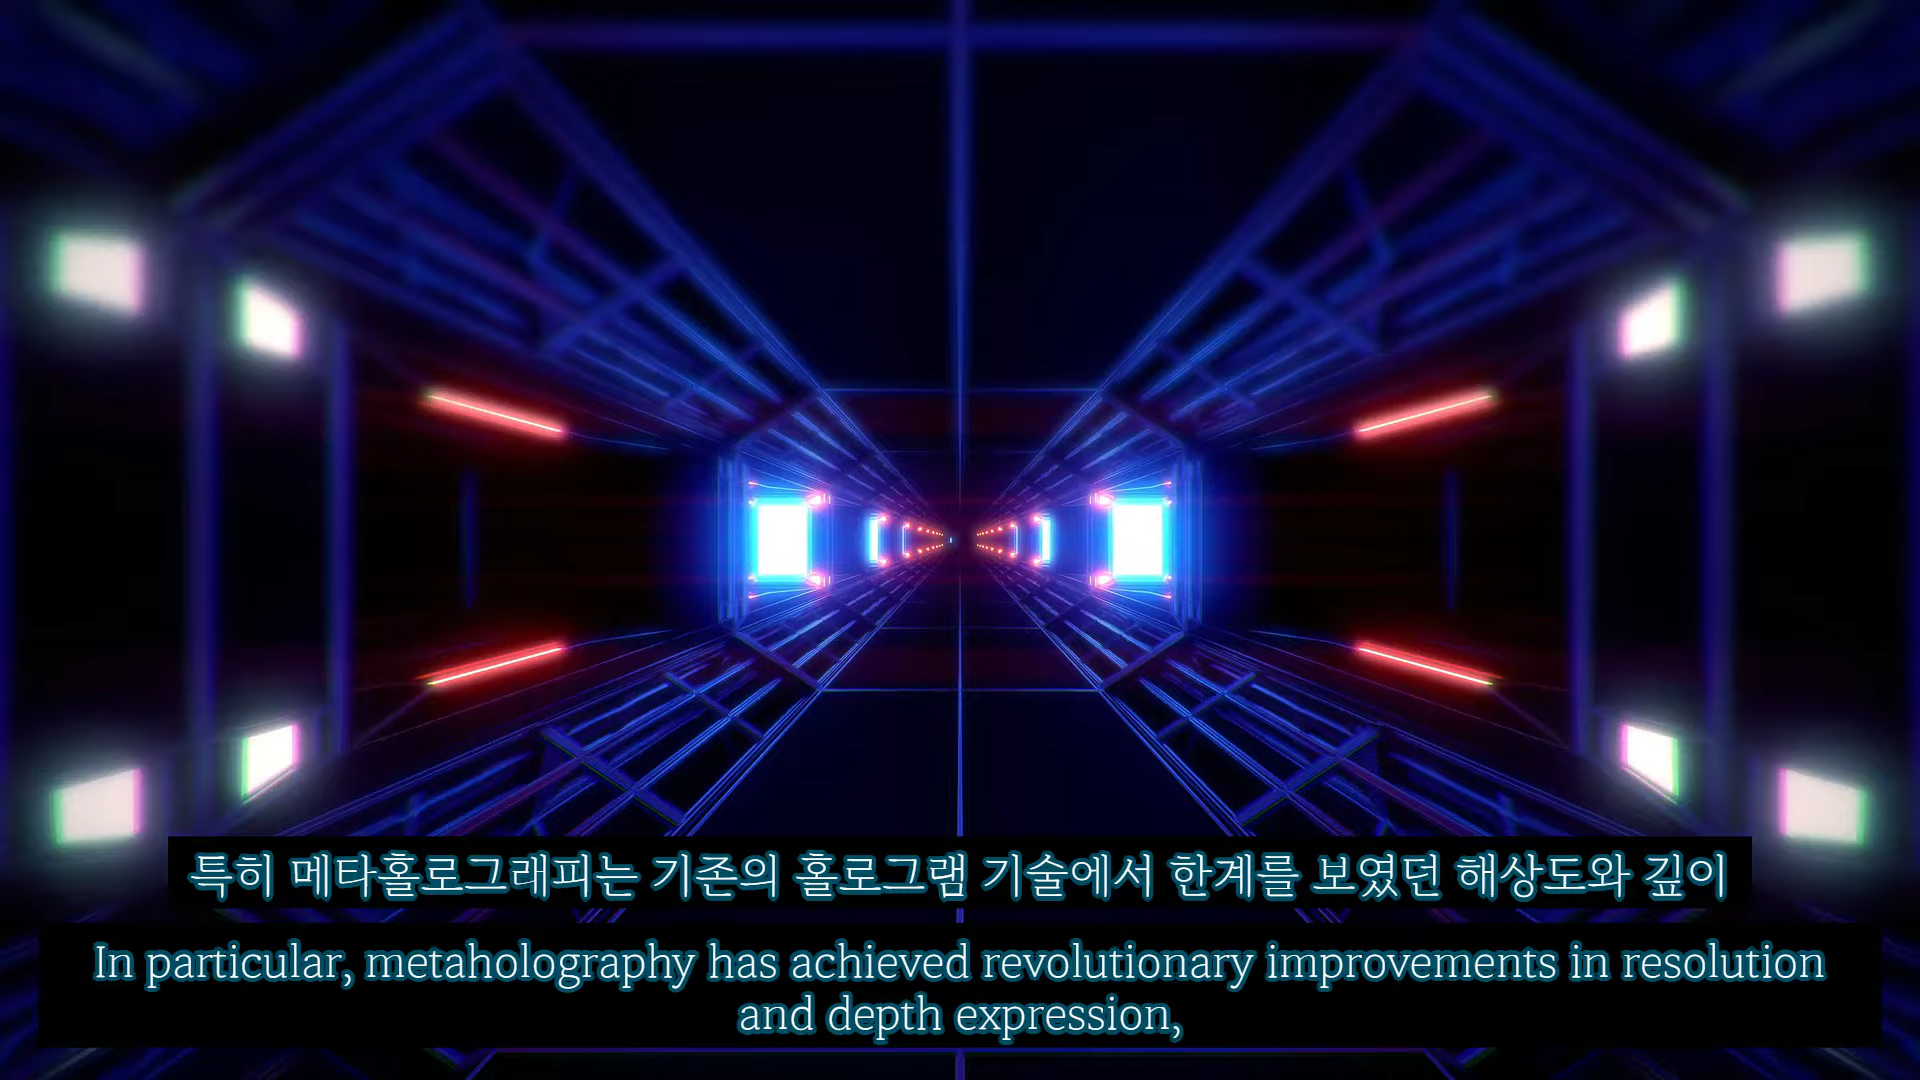 특히 메타홀로그래피는 기존의 홀로그램 기술에서 한계를 보였던 해상도와 깊이
In particular, metaholography has achieved revolutionary improvements in resolution
and depth expression,